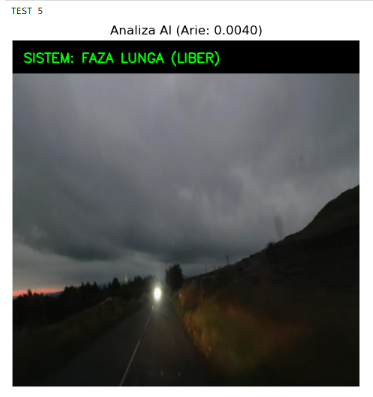 TEST 5
Analiza AI (Arie: 0.0040)
SISTEM: FAZA LUNGA (LIBER)